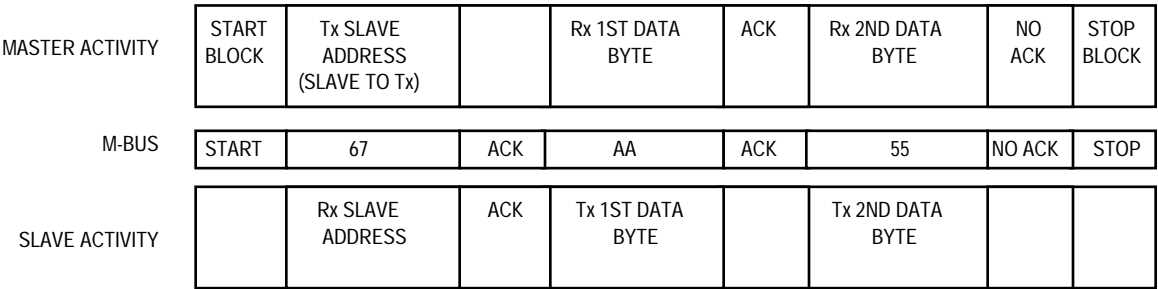 MASTER ACTIVITY
START
BLOCK
Tx SLAVE
ADDRESS
(SLAVE TO Tx)
Rx 1ST DATA
BYTE
ACK
Rx 2ND DATA
BYTE
NO
ACK
STOP
BLOCK
M-BUS
START
67
ACK
AA
ACK
55
NO ACK
STOP
SLAVE ACTIVITY
Rx SLAVE
ADDRESS
ACK
Tx 1ST DATA
BYTE
Tx 2ND DATA
BYTE